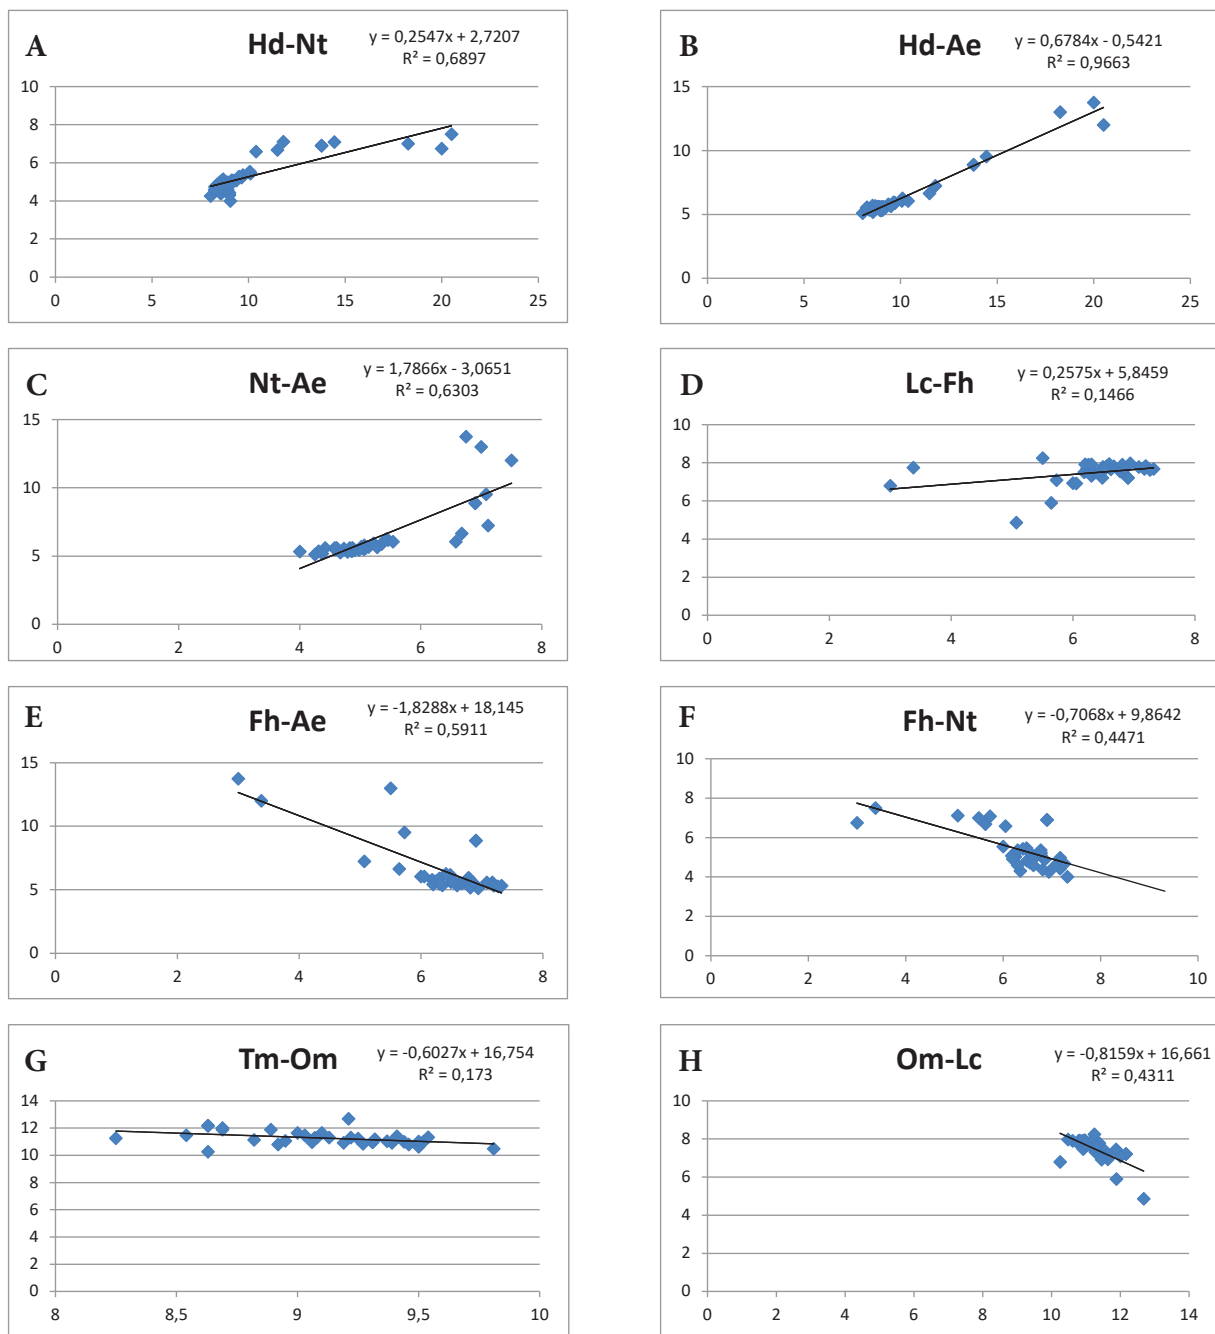 A
Hd-Nt
y = 0,2547x + 2,7207
R² = 0,6897
10
8
6
4
2
0
0 5 10 15 20 25
B
Hd-Ae
y = 0,6784x - 0,5421
R² = 0,9663
15
10
5
0
0 5 10 15 20 25
C
Nt-Ae
y = 1,7866x - 3,0651
R² = 0,6303
15
10
5
0
0 2 4 6 8
D
Lc-Fh
y = 0,2575x + 5,8459
R² = 0,1466
10
8
6
4
2
0
0 2 4 6 8
E
Fh-Ae
y = -1,8288x + 18,145
R² = 0,5911
15
10
5
0
0 2 4 6 8
F
Fh-Nt
y = -0,7068x + 9,8642
R² = 0,4471
10
8
6
4
2
0
0 2 4 6 8 10
G
Tm-Om
y = -0,6027x + 16,754
R² = 0,173
14
12
10
8
6
4
2
0
8 8,5 9 9,5 10
H
Om-Lc
y = -0,8159x + 16,661
R² = 0,4311
10
8
6
4
2
0
0 2 4 6 8 10 12 14